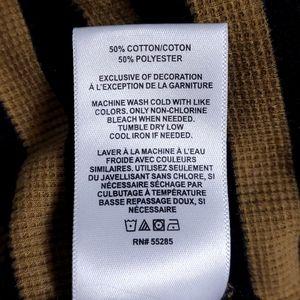 50% COTTON/COTON
50% POLYESTER
EXCLUSIVE OF DECORATION
À L'EXCEPTION DE LA GARNITURE
MACHINE WASH COLD WITH LIKE
COLORS. ONLY NON-CHLORINE
BLEACH WHEN NEEDED.
TUMBLE DRY LOW
COOL IRON IF NEEDED.
LAVER À LA MACHINE À L'EAU
FROIDE AVEC COULEURS
SIMILAIRES. UTILISEZ SEULEMENT
DU JAVELLISANT SANS CHLORE, SI
NÉCESSAIRE SÉCHAGE PAR
CULBUTAGE À TEMPÉRATURE
BASSE REPASSAGE DOUX, SI
NÉCESSAIRE
RN# 55285